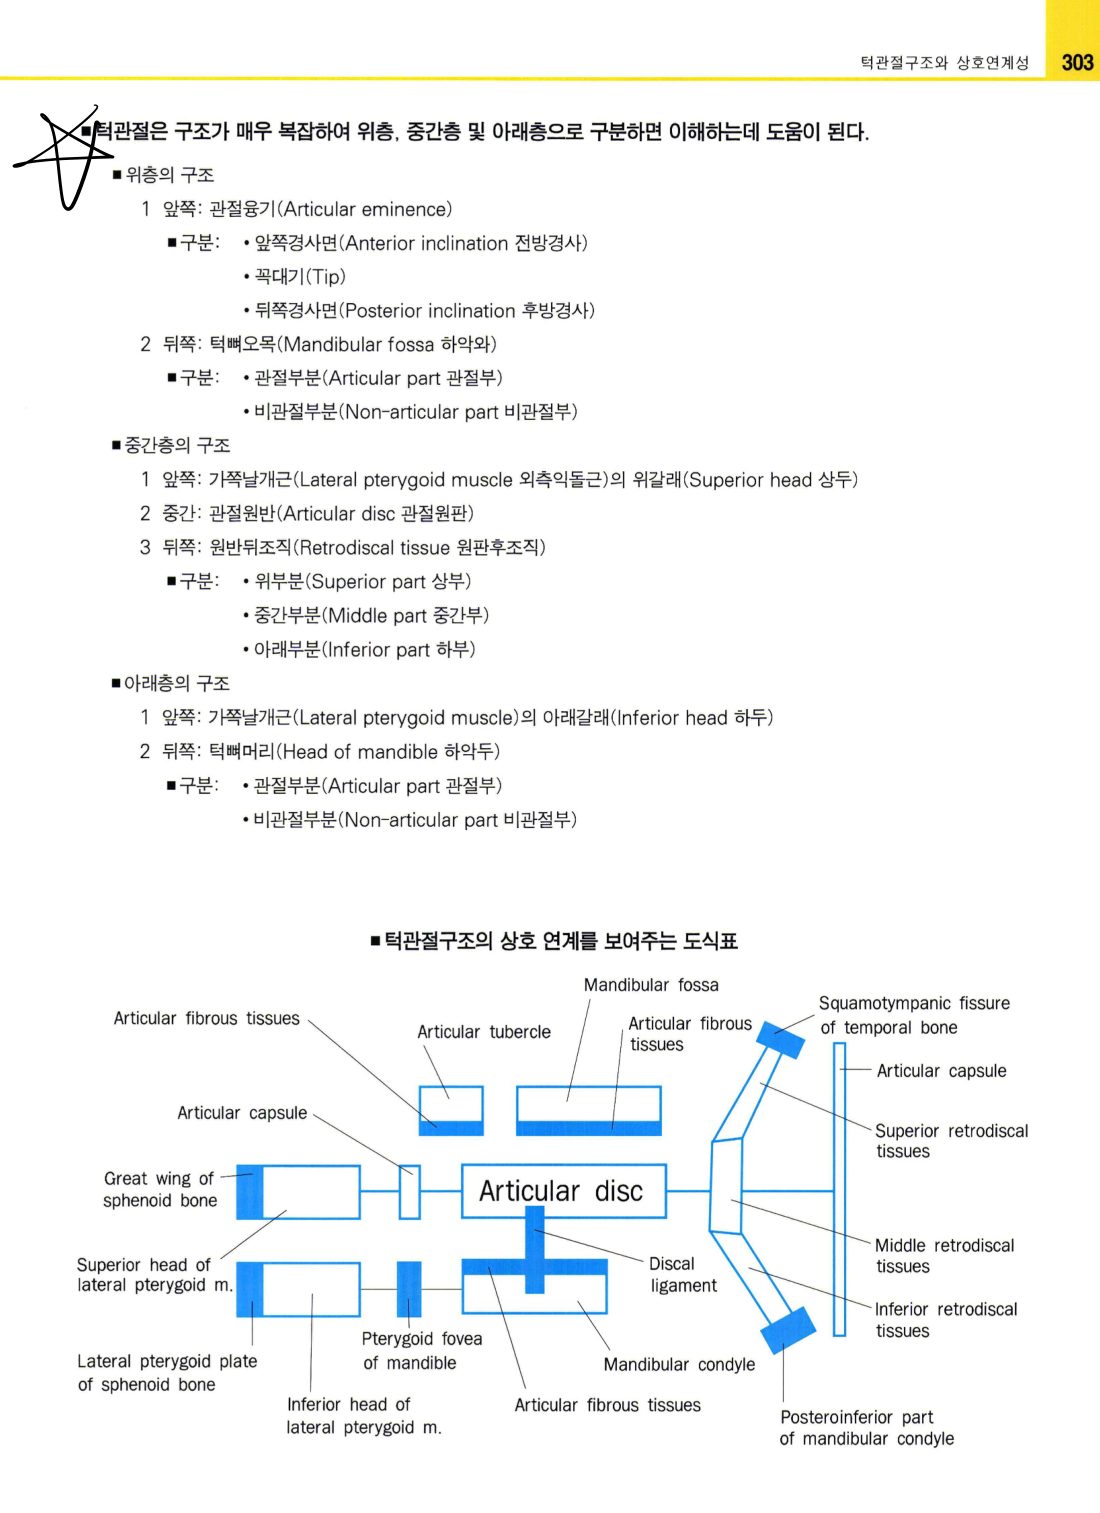 턱관절구조와 상호연계성 303
■ 턱관절은 구조가 매우 복잡하여 위층, 중간층 및 아래층으로 구분하면 이해하는데 도움이 된다.
■ 위층의 구조
1 앞쪽: 관절융기(Articular eminence)
■ 구분: • 앞쪽경사면(Anterior inclination 전방경사)
• 꼭대기(Tip)
• 뒤쪽경사면(Posterior inclination 후방경사)
2 뒤쪽: 턱뼈오목(Mandibular fossa 하악와)
■ 구분: • 관절부분(Articular part 관절부)
• 비관절부분(Non-articular part 비관절부)
■ 중간층의 구조
1 앞쪽: 가쪽날개근(Lateral pterygoid muscle 외측익돌근)의 위갈래(Superior head 상두)
2 중간: 관절원반(Articular disc 관절원판)
3 뒤쪽: 원반뒤조직(Retrodiscal tissue 원판후조직)
■ 구분: • 위부분(Superior part 상부)
• 중간부분(Middle part 중간부)
• 아래부분(Inferior part 하부)
■ 아래층의 구조
1 앞쪽: 가쪽날개근(Lateral pterygoid muscle)의 아래갈래(Inferior head 하두)
2 뒤쪽: 턱뼈머리(Head of mandible 하악두)
■ 구분: • 관절부분(Articular part 관절부)
• 비관절부분(Non-articular part 비관절부)
■ 턱관절구조의 상호 연계를 보여주는 도식표
Mandibular fossa
Articular fibrous tissues
Articular tubercle
Articular fibrous
tissues
Squamotympanic fissure
of temporal bone
Articular capsule
Articular capsule
Superior retrodiscal
tissues
Great wing of
sphenoid bone
Articular disc
Superior head of
lateral pterygoid m.
Discal
ligament
Middle retrodiscal
tissues
Inferior retrodiscal
tissues
Lateral pterygoid plate
of sphenoid bone
Pterygoid fovea
of mandible
Mandibular condyle
Inferior head of
lateral pterygoid m.
Articular fibrous tissues
Posteroinferior part
of mandibular condyle